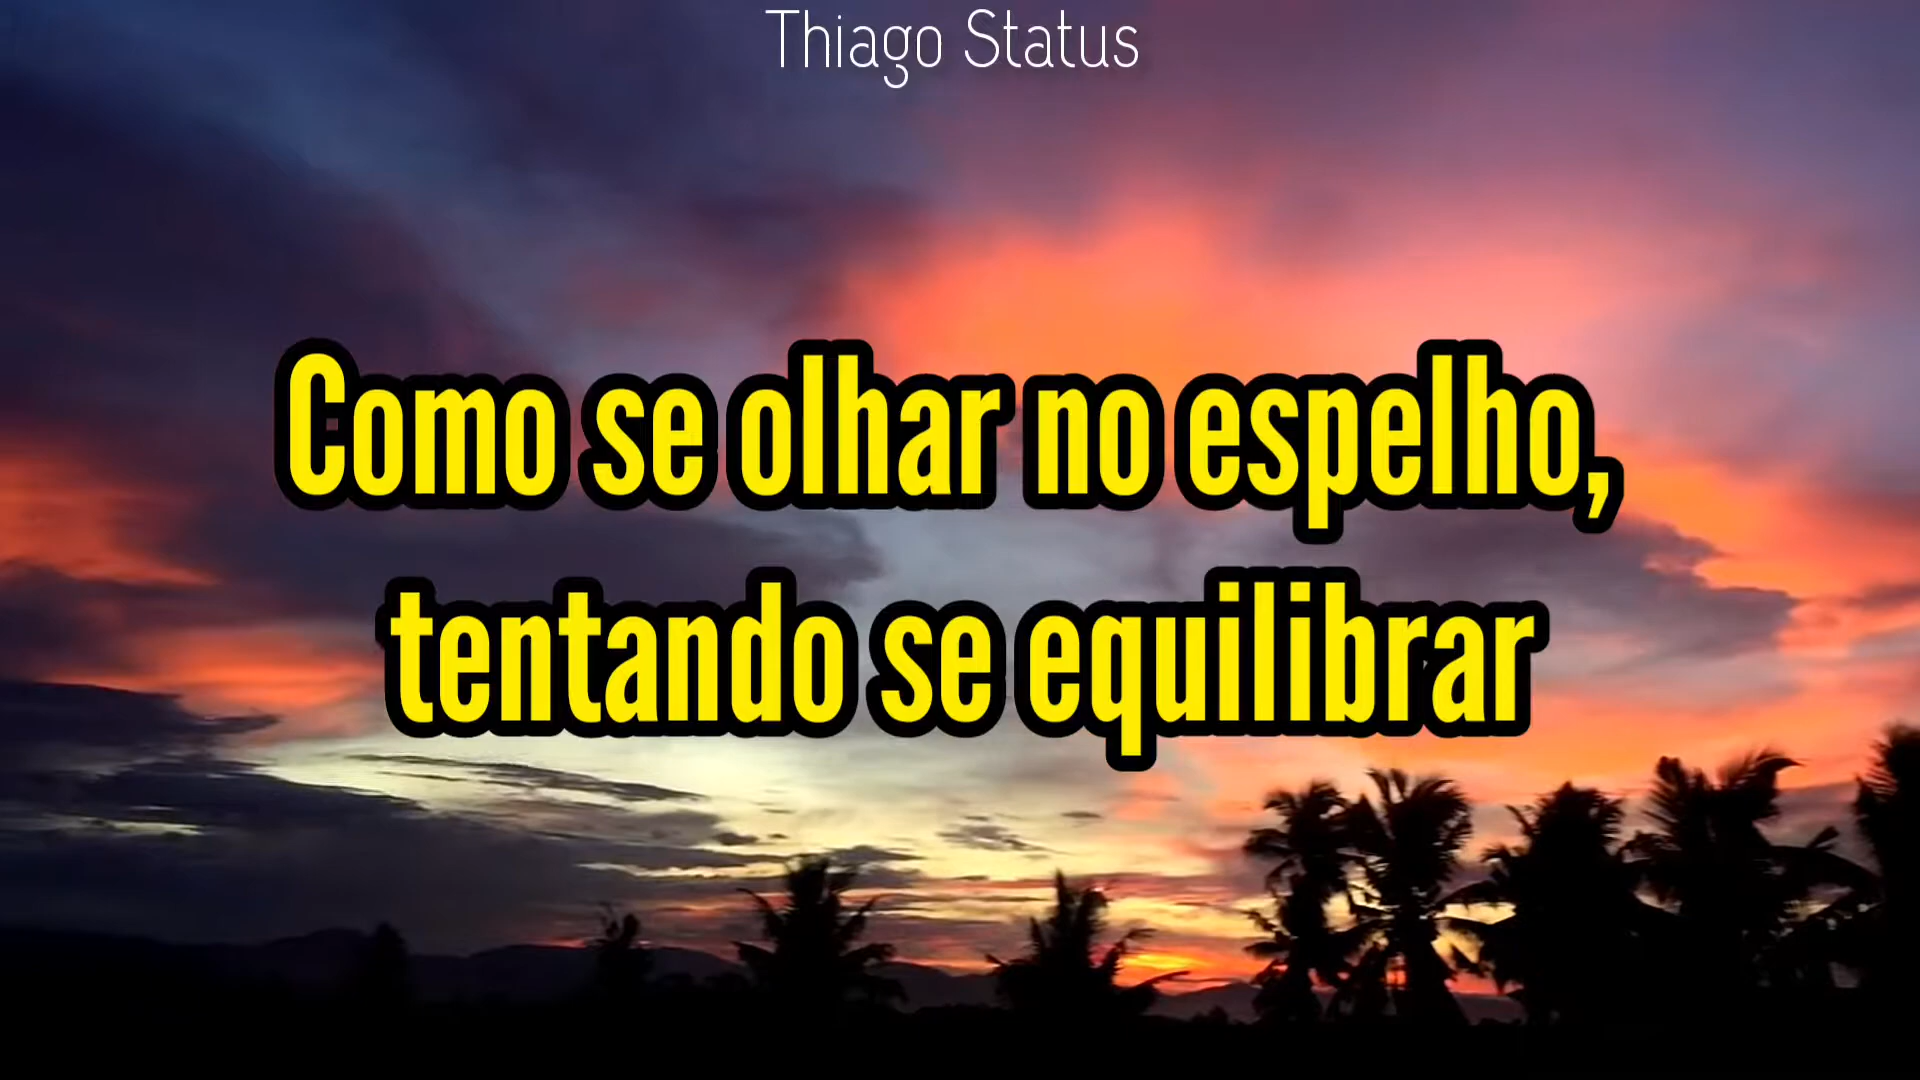 Thiago Status
Como se olhar no espelho,
tentando se equilibrar